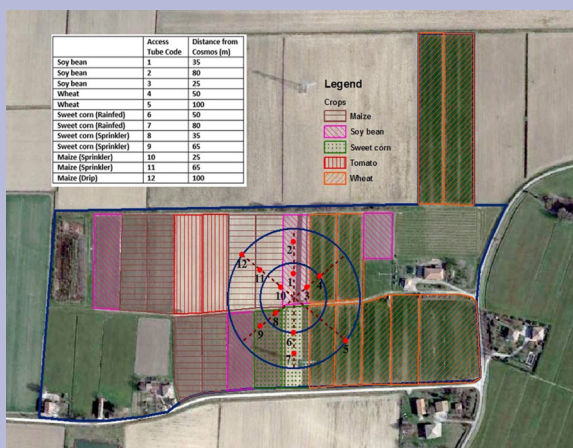 Access Tube Code Distance from Cosmos (m)
Soy bean 1 35
Soy bean 2 80
Soy bean 3 25
Wheat 4 50
Wheat 5 100
Sweet corn (Rainfed) 6 50
Sweet corn (Rainfed) 7 80
Sweet corn (Sprinkler) 8 35
Sweet corn (Sprinkler) 9 65
Maize (Sprinkler) 10 25
Maize (Sprinkler) 11 65
Maize (Drip) 12 100
Legend
Crops
Maize
Soy bean
Sweet corn
Tomato
Wheat
2
12
11
1
4
10
3
8
9
6
5
7